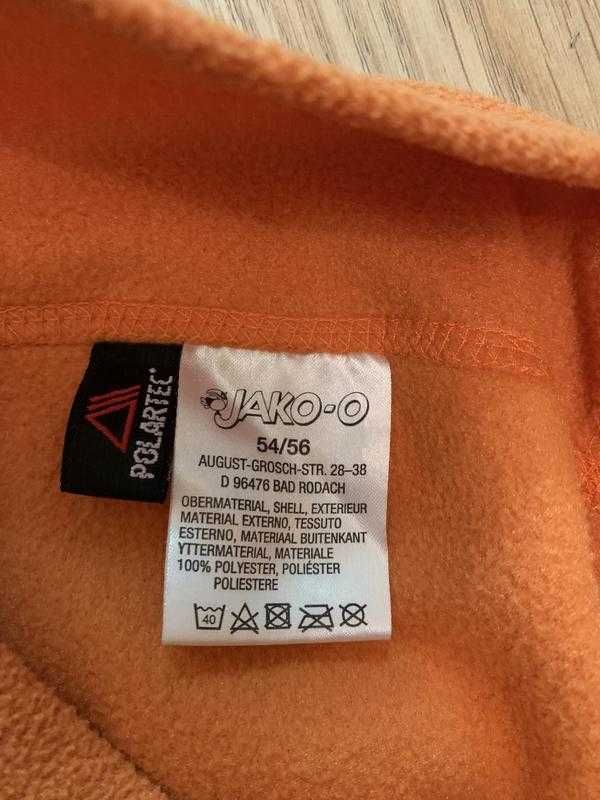 POLARTEC
JAKO-O
54/56
AUGUST-GROSCH-STR. 28–38
D 96476 BAD RODACH
OBERMATERIAL, SHELL, EXTERIEUR
MATERIAL EXTERNO, TESSUTO
ESTERNO, MATERIAAL BUITENKANT
YTTERMATERIAL, MATERIALE
100% POLYESTER, POLIÉSTER
POLIESTERE
40